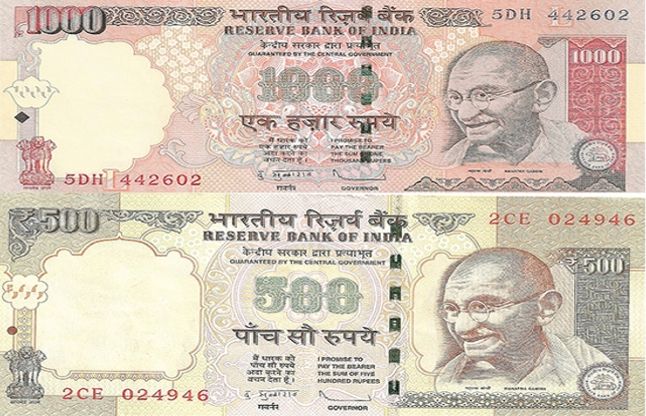 1000
भारतीय रिज़र्व बैंक
5DH 442602
RESERVE BANK OF INDIA
केन्द्रीय सरकार द्वारा प्रत्याभूत
GUARANTEED BY THE CENTRAL GOVERNMENT
1000
1000
एक हज़ार रुपये
मैं धारक को
एक हज़ार रुपये
अदा करने का
वचन देता हूँ ।
I PROMISE TO
PAY THE BEARER
THE SUM OF ONE
THOUSAND RUPEES
MAHATMA GANDHI
5DH 442602
गवर्नर
GOVERNOR
₹500
भारतीय रिज़र्व बैंक
2CE 024946
RESERVE BANK OF INDIA
केन्द्रीय सरकार द्वारा प्रत्याभूत
GUARANTEED BY THE CENTRAL GOVERNMENT
500
₹500
पाँच सौ रुपये
मैं धारक को
पाँच सौ रुपये
अदा करने का
वचन देता हूँ ।
I PROMISE TO
PAY THE BEARER
THE SUM OF FIVE
HUNDRED RUPEES
MAHATMA GANDHI
2CE 024946
गवर्नर
GOVERNOR